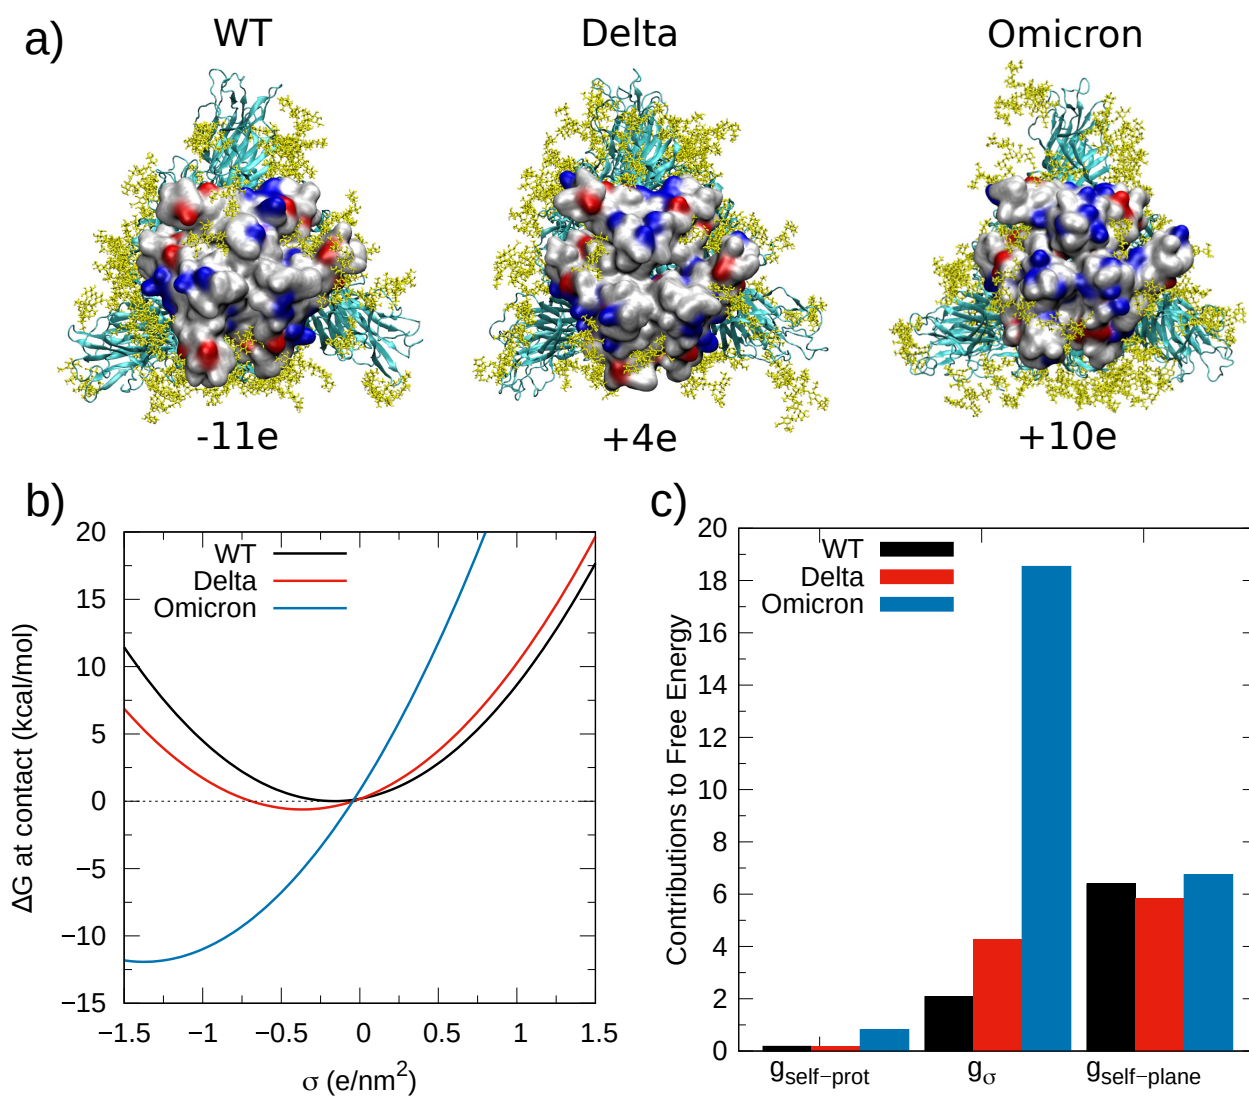 a)
WT
Delta
Omicron
-11e
+4e
+10e
b)
20
15
10
5
0
−5
−10
−15
−1.5
−1
−0.5
0
0.5
1
1.5
ΔG at contact (kcal/mol)
σ (e/nm²)
WT
Delta
Omicron
c)
20
18
16
14
12
10
8
6
4
2
0
Contributions to Free Energy
WT
Delta
Omicron
gself−prot
gσ
gself−plane